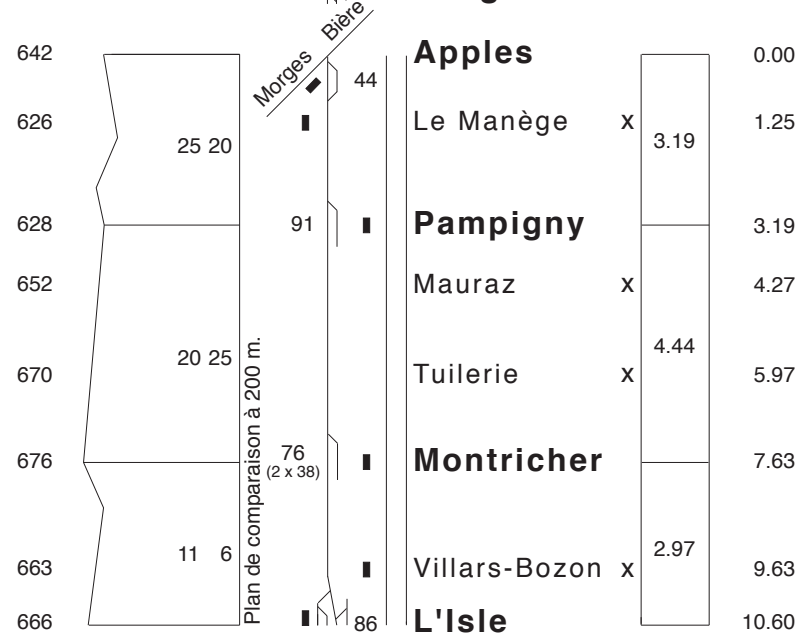 Bière
Morges
642 44 Apples 0.00
626 Le Manège x 1.25
25 20 3.19
628 91 Pampigny 3.19
652 Mauraz x 4.27
20 25 4.44
670 Tuilerie x 5.97
Plan de comparaison à 200 m.
676 76 Montricher 7.63
(2 x 38)
11 6 2.97
663 Villars-Bozon x 9.63
666 86 L'Isle 10.60